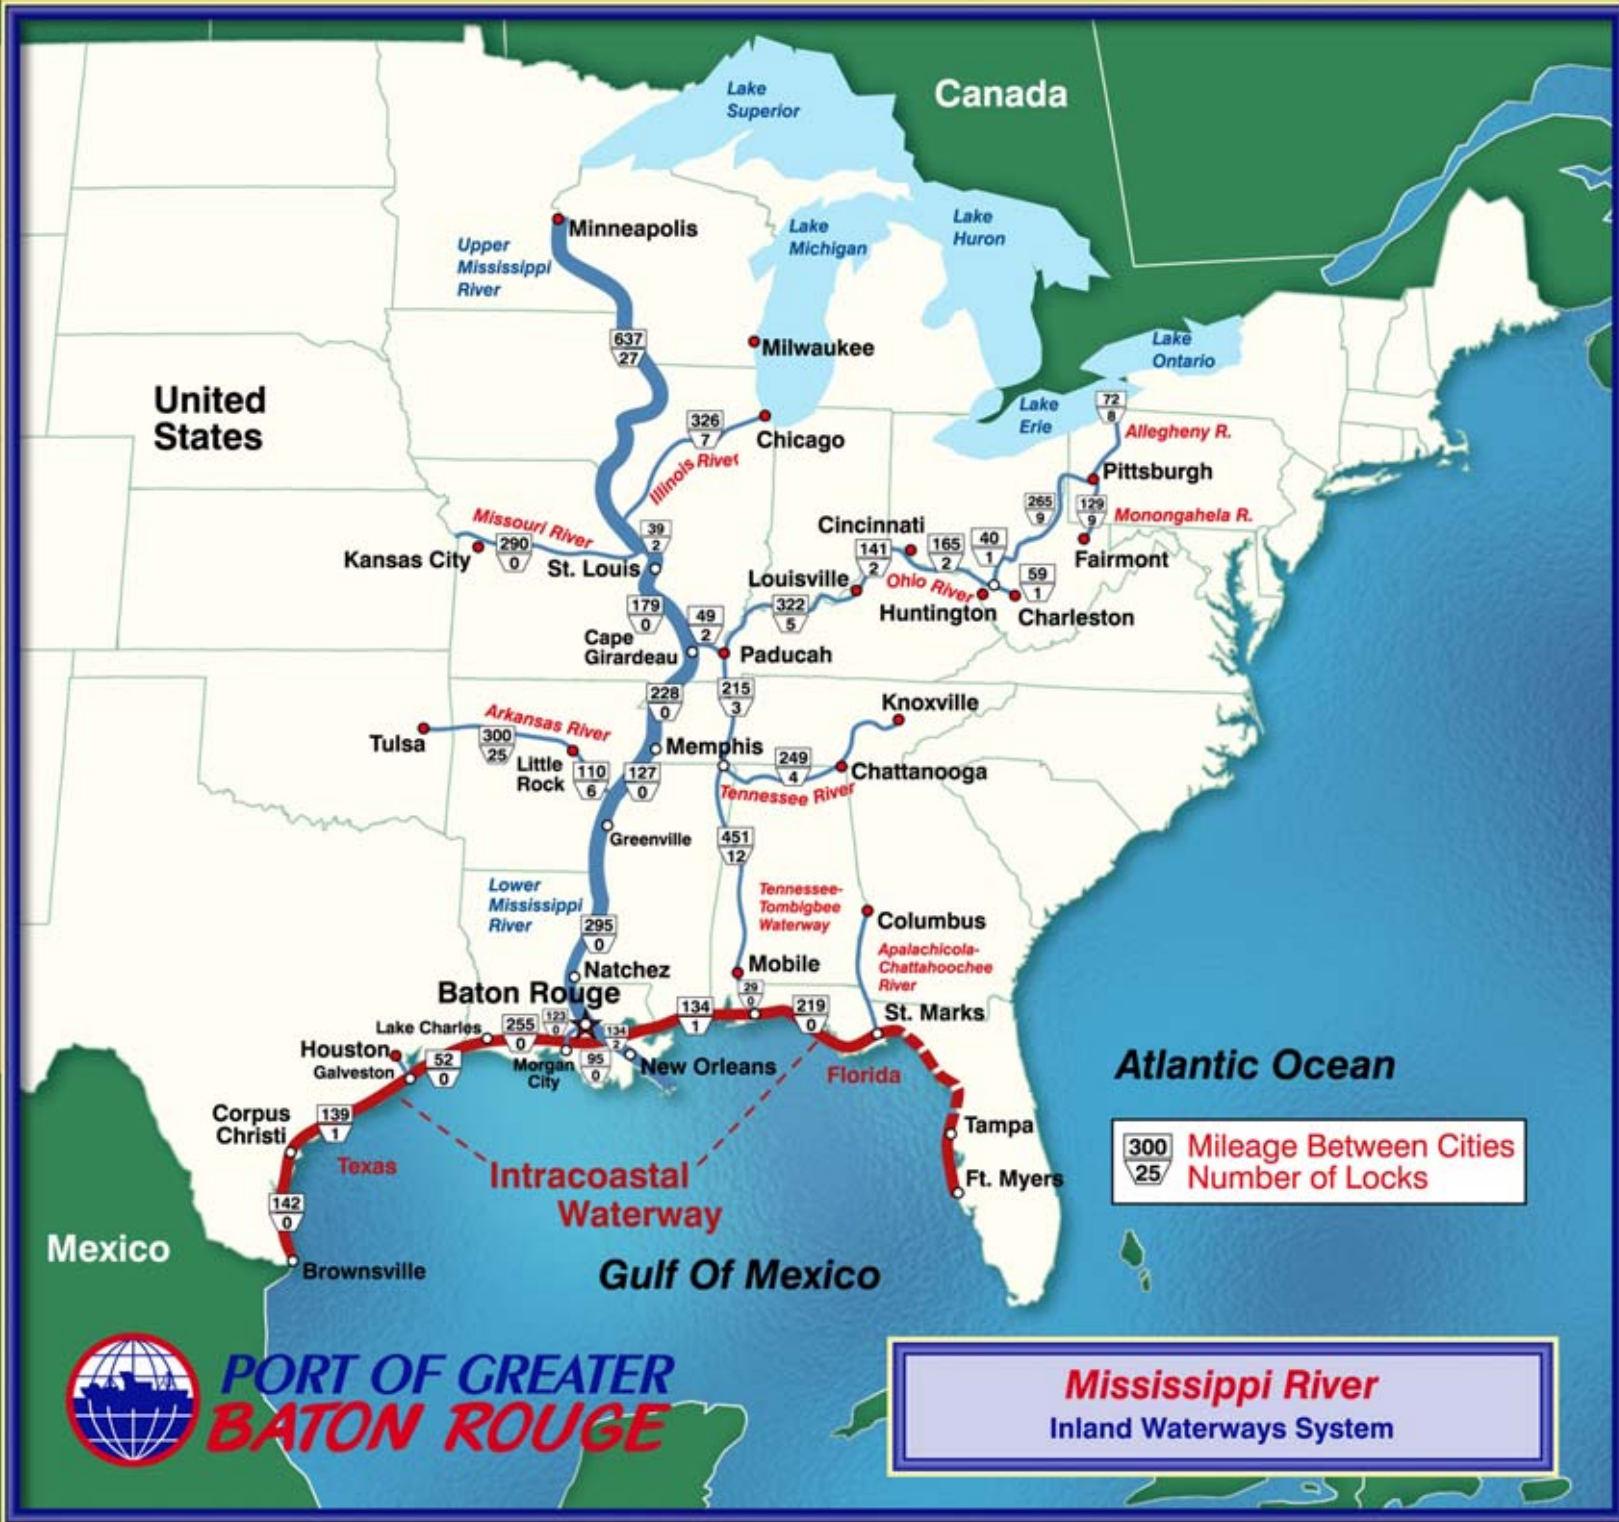 Canada
Lake
Superior
Minneapolis
Upper
Mississippi
River
Lake
Michigan
Lake
Huron
637
27
Milwaukee
Lake
Ontario
United
States
326
7
Chicago
Illinois River
Lake
Erie
72
8
Allegheny R.
Pittsburgh
265
9
129
9
Monongahela R.
Fairmont
Missouri River
Kansas City
290
0
39
2
St. Louis
Cincinnati
141
2
165
2
40
1
Louisville
Ohio River
59
1
Huntington
Charleston
322
5
179
0
49
2
Cape
Girardeau
Paducah
228
0
215
3
Knoxville
Arkansas River
Tulsa
300
25
Little
Rock
110
6
127
0
Memphis
249
4
Chattanooga
Tennessee River
Greenville
451
12
Lower
Mississippi
River
Tennessee-
Tombigbee
Waterway
Columbus
295
0
Apalachicola-
Chattahoochee
River
Natchez
Mobile
Baton Rouge
29
0
Lake Charles
255
0
123
0
134
2
134
1
219
0
St. Marks
Houston
Galveston
52
0
Morgan
City
95
0
New Orleans
Florida
Atlantic Ocean
Corpus
Christi
139
1
Texas
Tampa
300
25
Mileage Between Cities
Number of Locks
Intracoastal
Waterway
Ft. Myers
142
0
Mexico
Brownsville
Gulf Of Mexico
PORT OF GREATER
BATON ROUGE
Mississippi River
Inland Waterways System